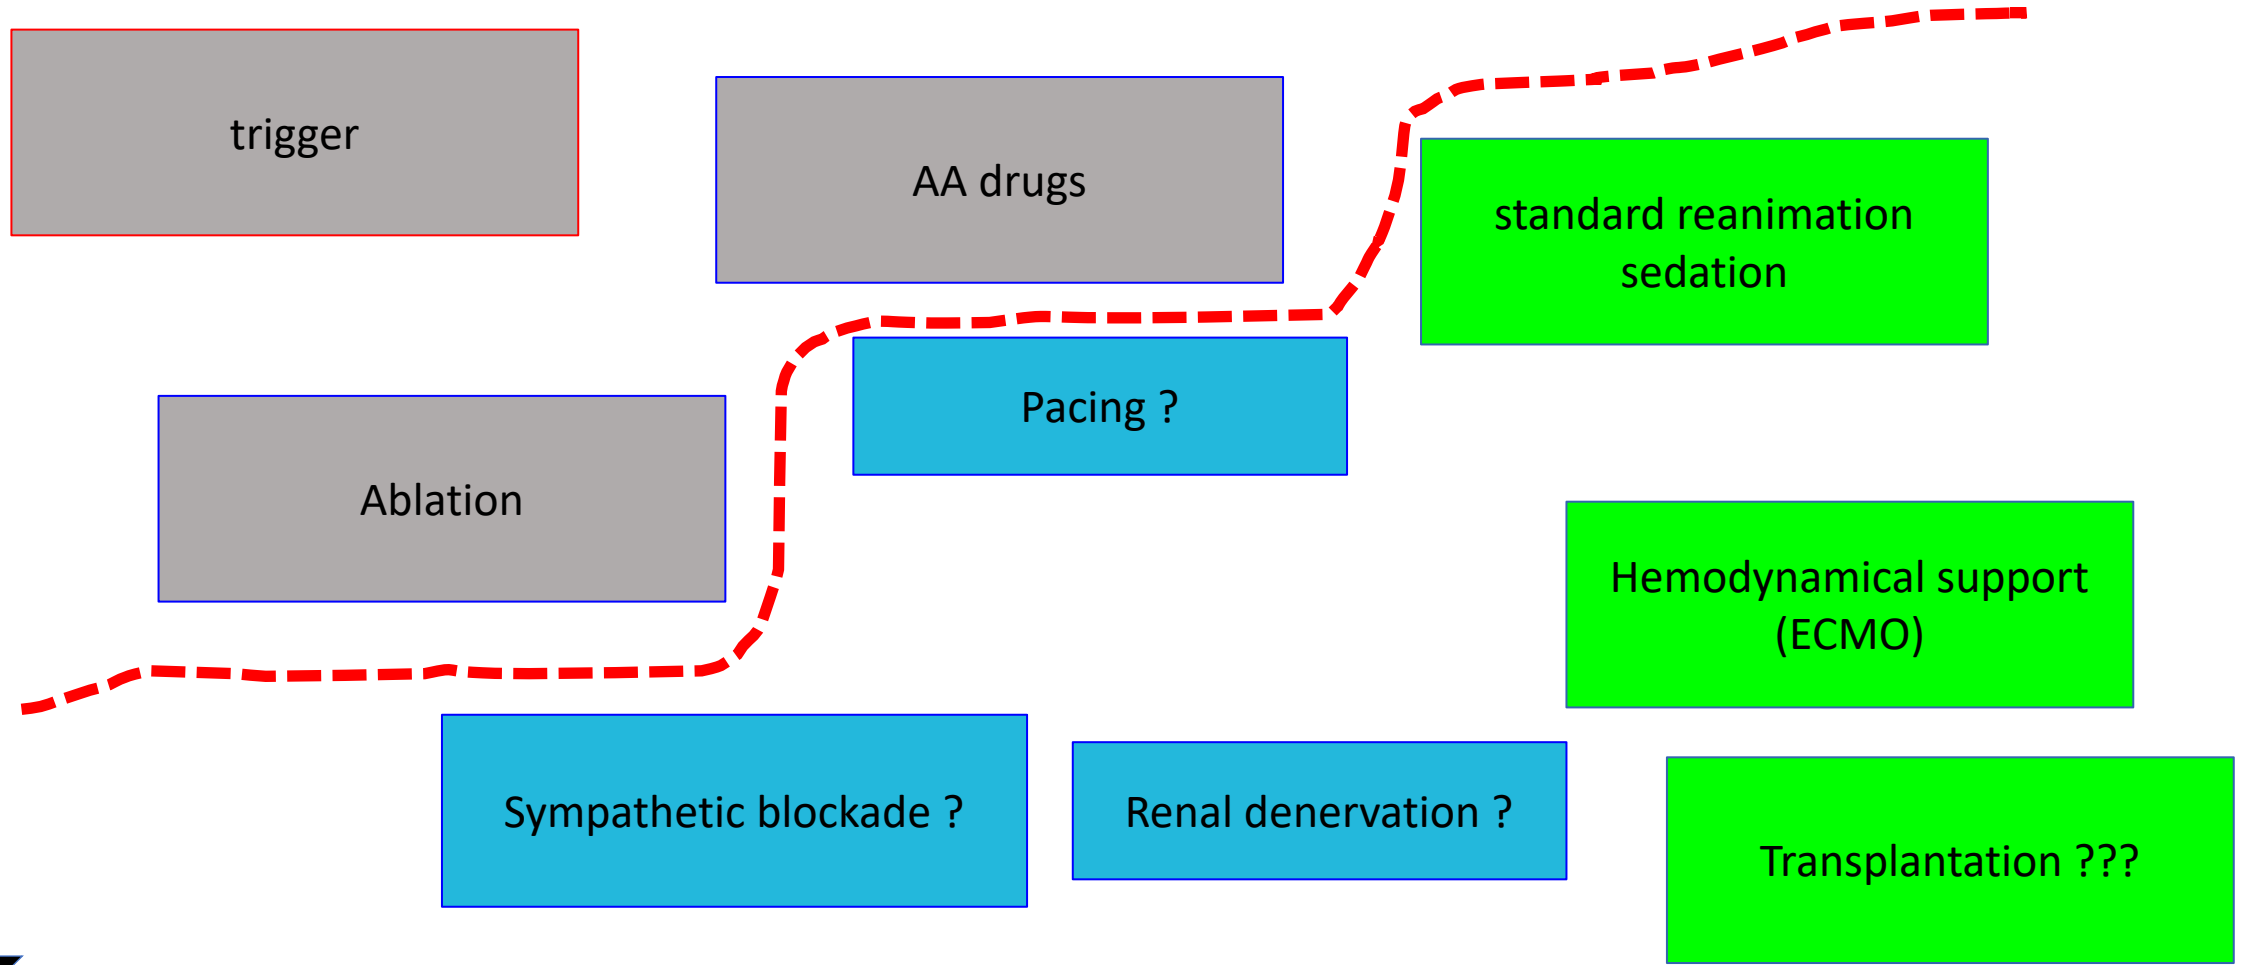 trigger
AA drugs
standard reanimation
sedation
Pacing ?
Ablation
Hemodynamical support
(ECMO)
Sympathetic blockade ?
Renal denervation ?
Transplantation ???